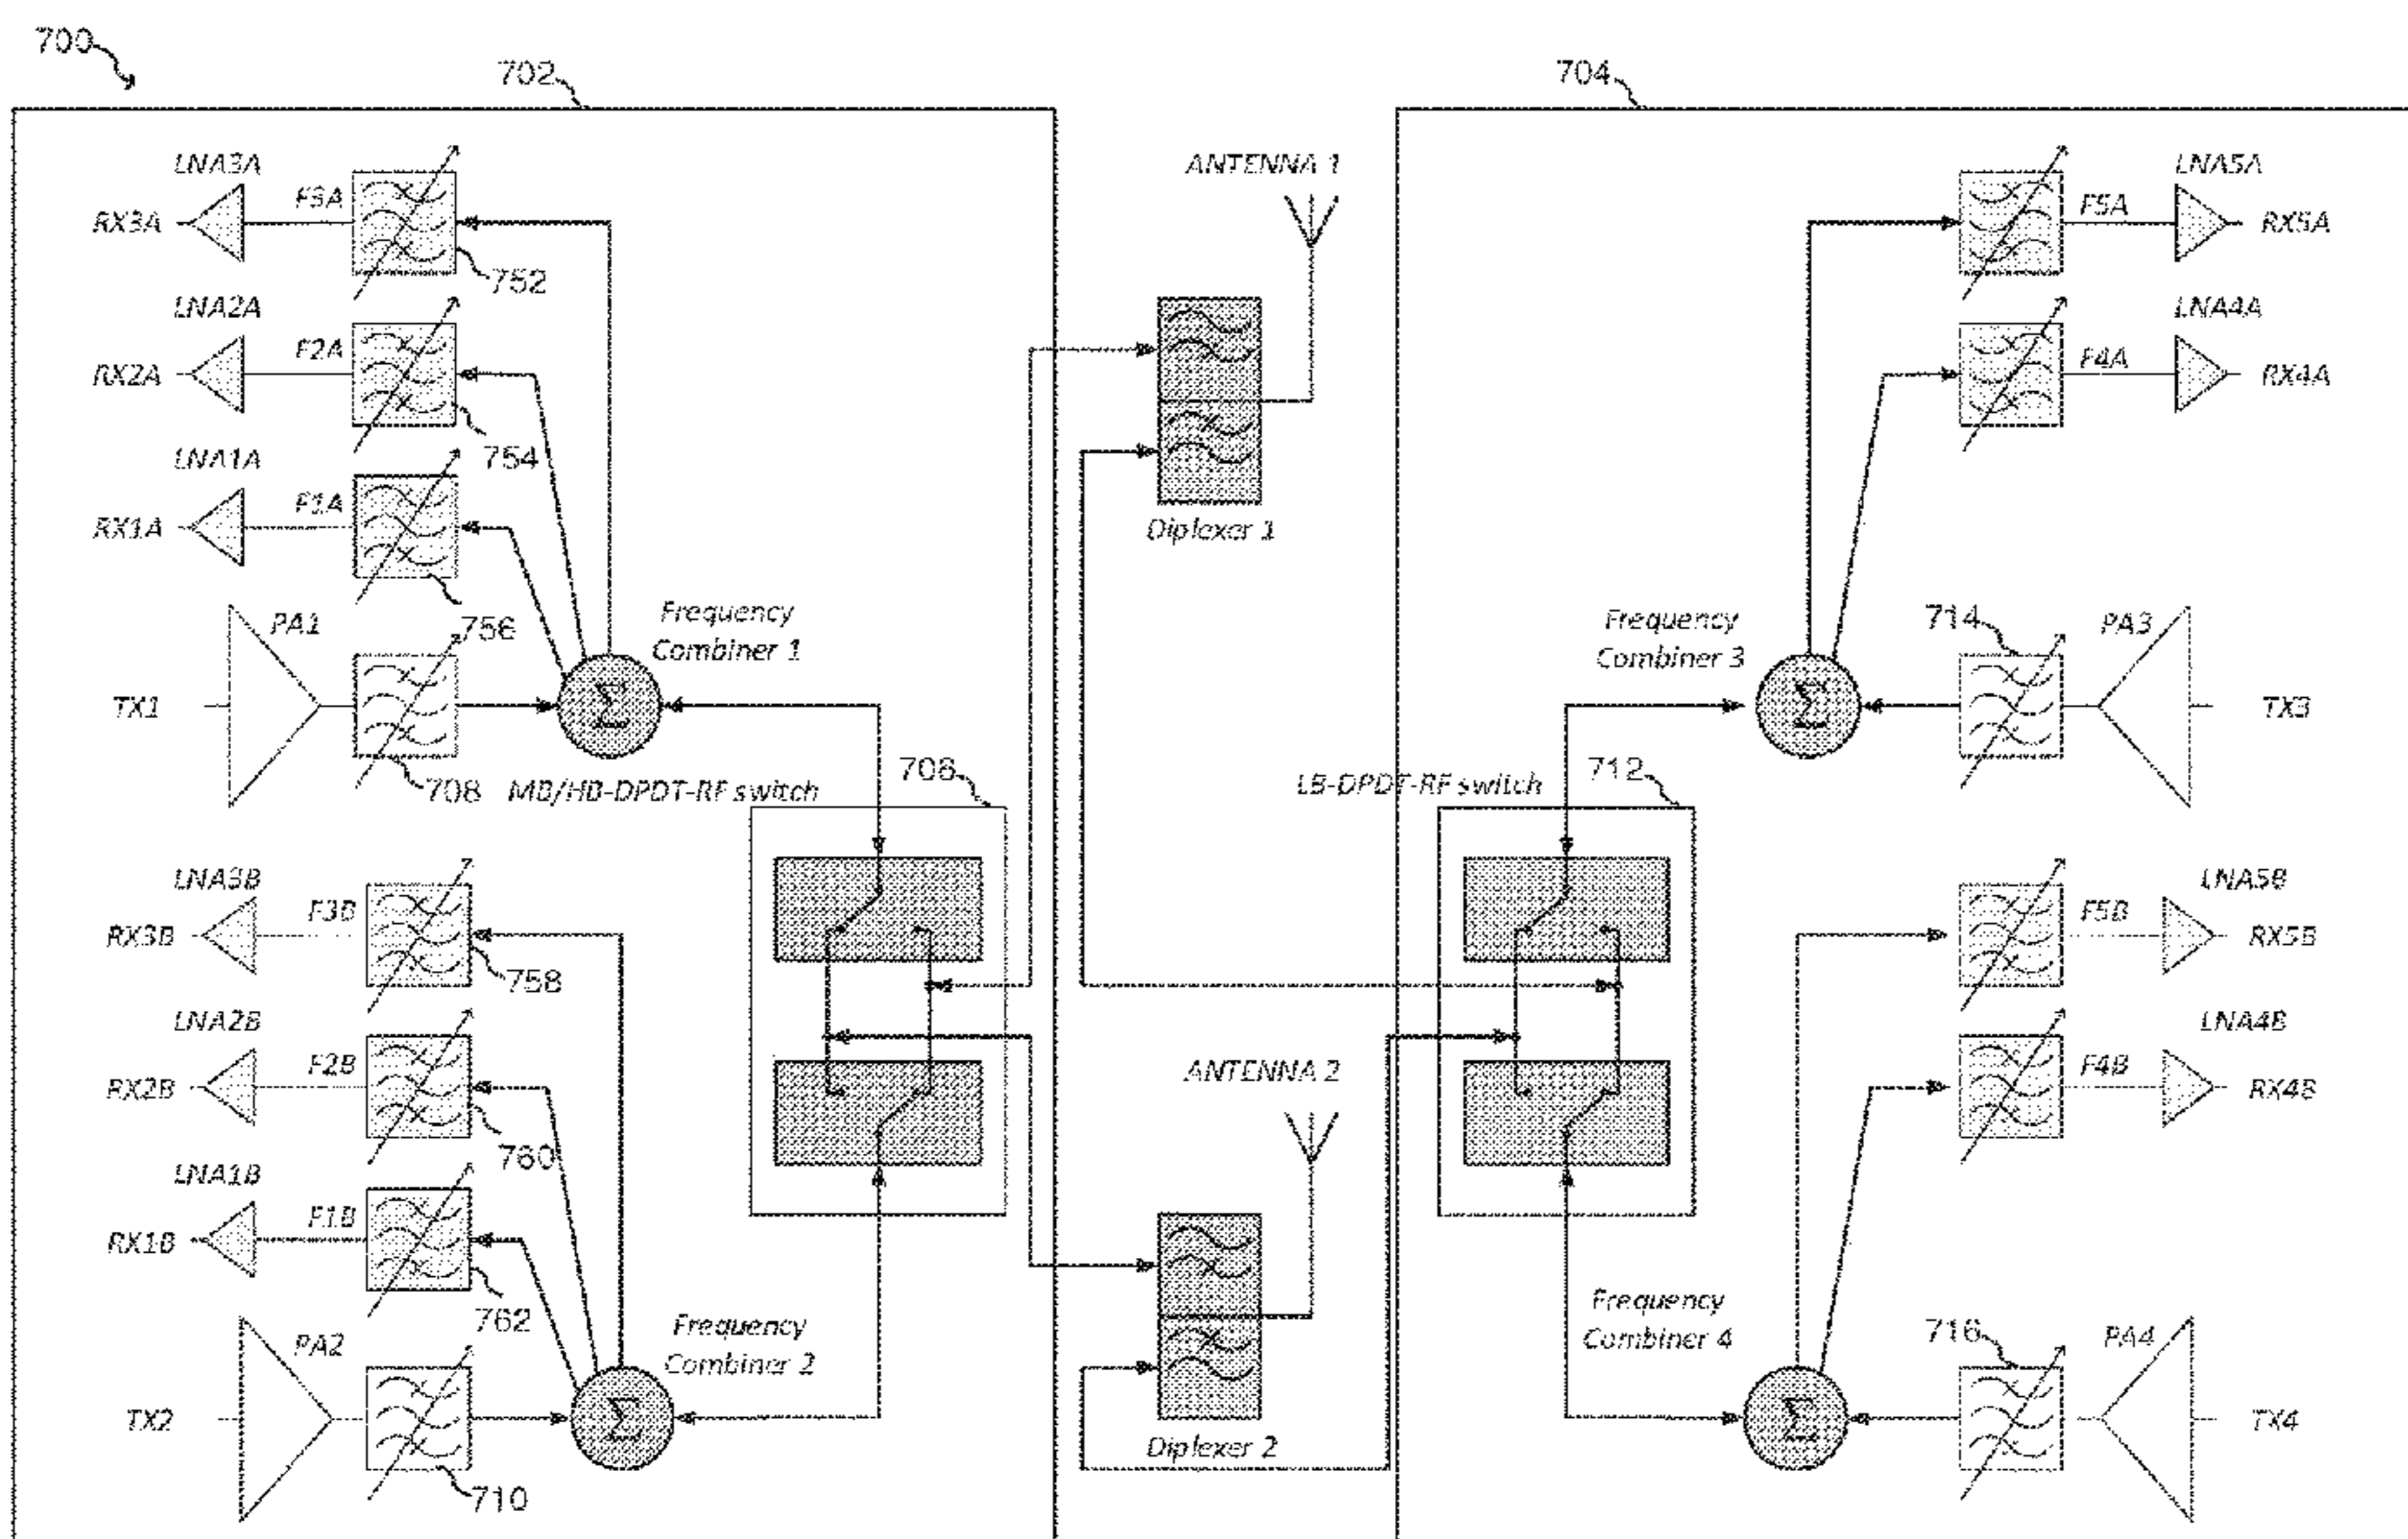 700
702
704
LNA3A
F3A
RX3A
752
LNA2A
F2A
RX2A
754
LNA1A
F1A
RX1A
756
PA1
TX1
708
Frequency
Combiner 1
Σ
MB/HB-DPDT-RF switch
706
LNA3B
F3B
RX3B
758
LNA2B
F2B
RX2B
760
LNA1B
F1B
RX1B
762
PA2
TX2
710
Frequency
Combiner 2
Σ
ANTENNA 1
Diplexer 1
ANTENNA 2
Diplexer 2
LNA5A
F5A
RX5A
LNA4A
F4A
RX4A
Frequency
Combiner 3
Σ
714
PA3
TX3
LB-DPDT-RF switch
712
LNA5B
F5B
RX5B
LNA4B
F4B
RX4B
Frequency
Combiner 4
Σ
716
PA4
TX4